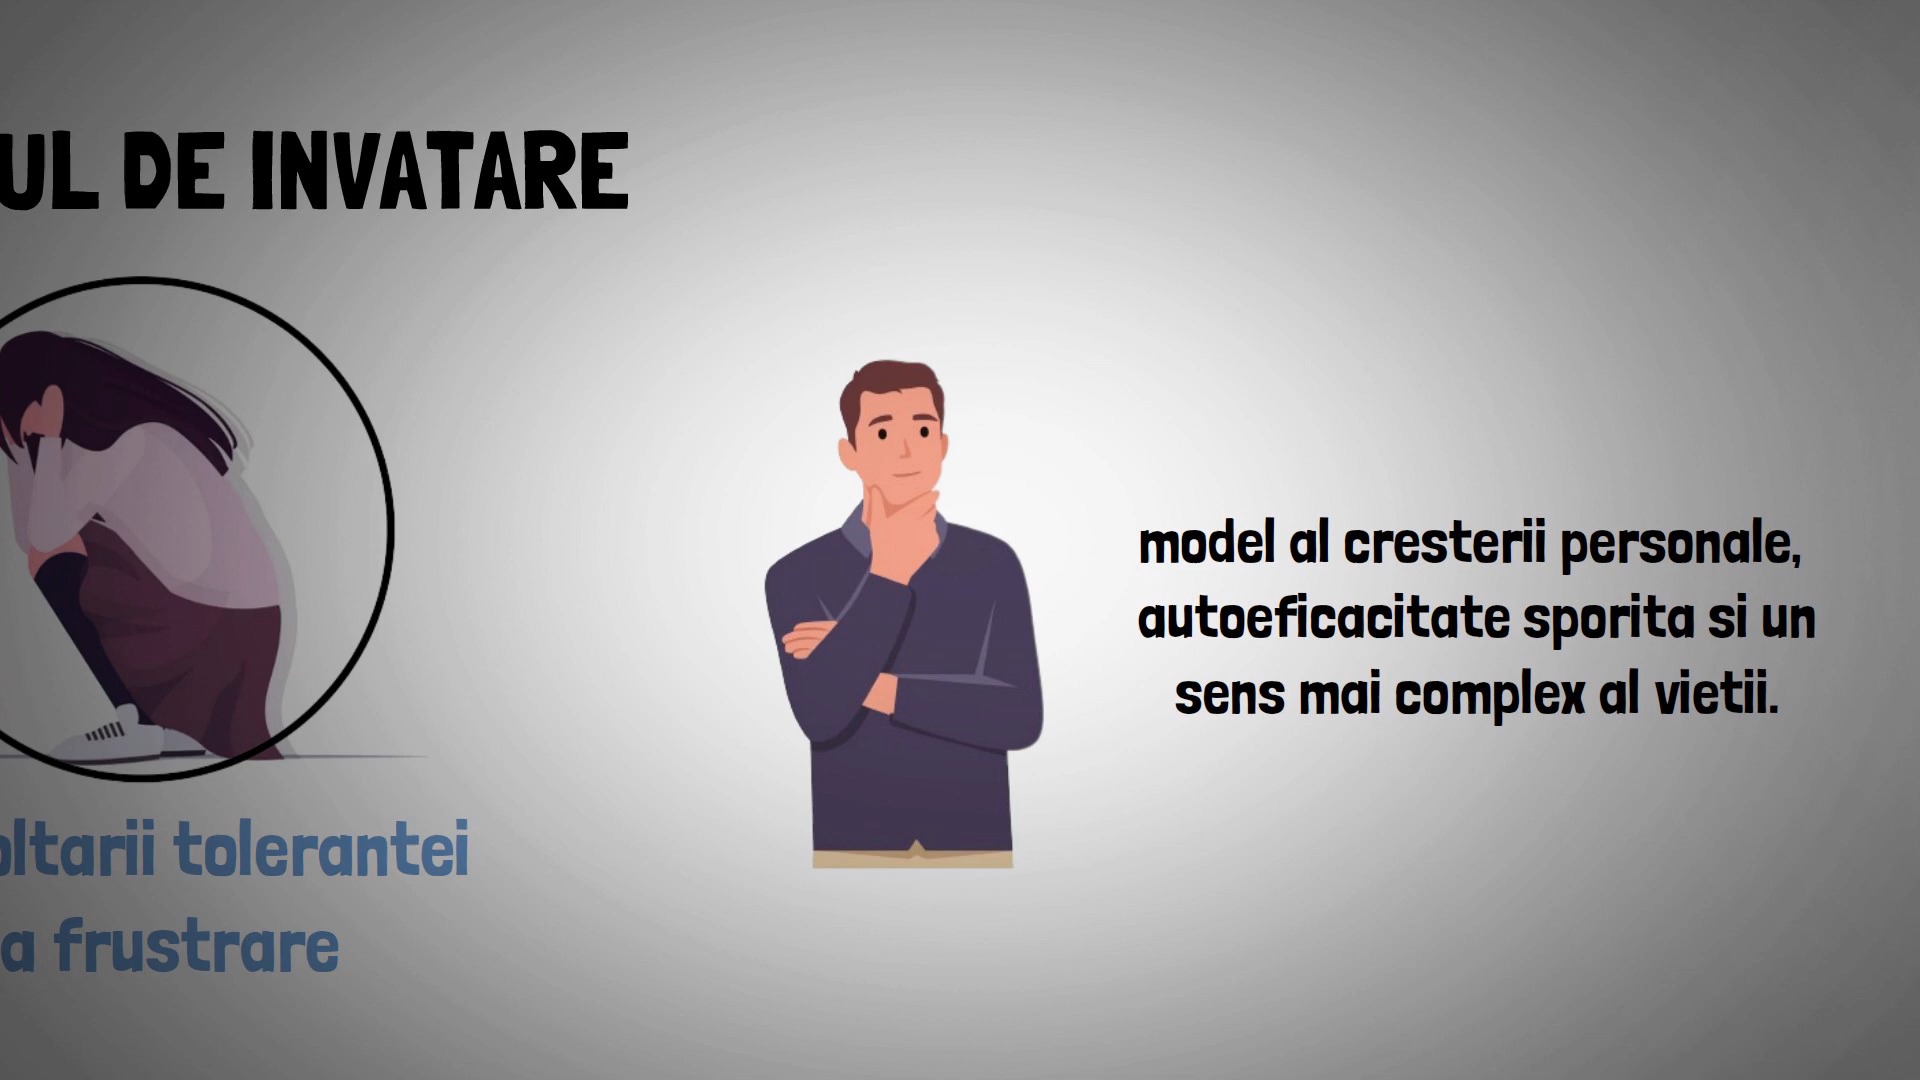 UL DE INVATARE
model al cresterii personale,
autoeficacitate sporita si un
sens mai complex al vietii.
oltarii tolerantei
a frustrare